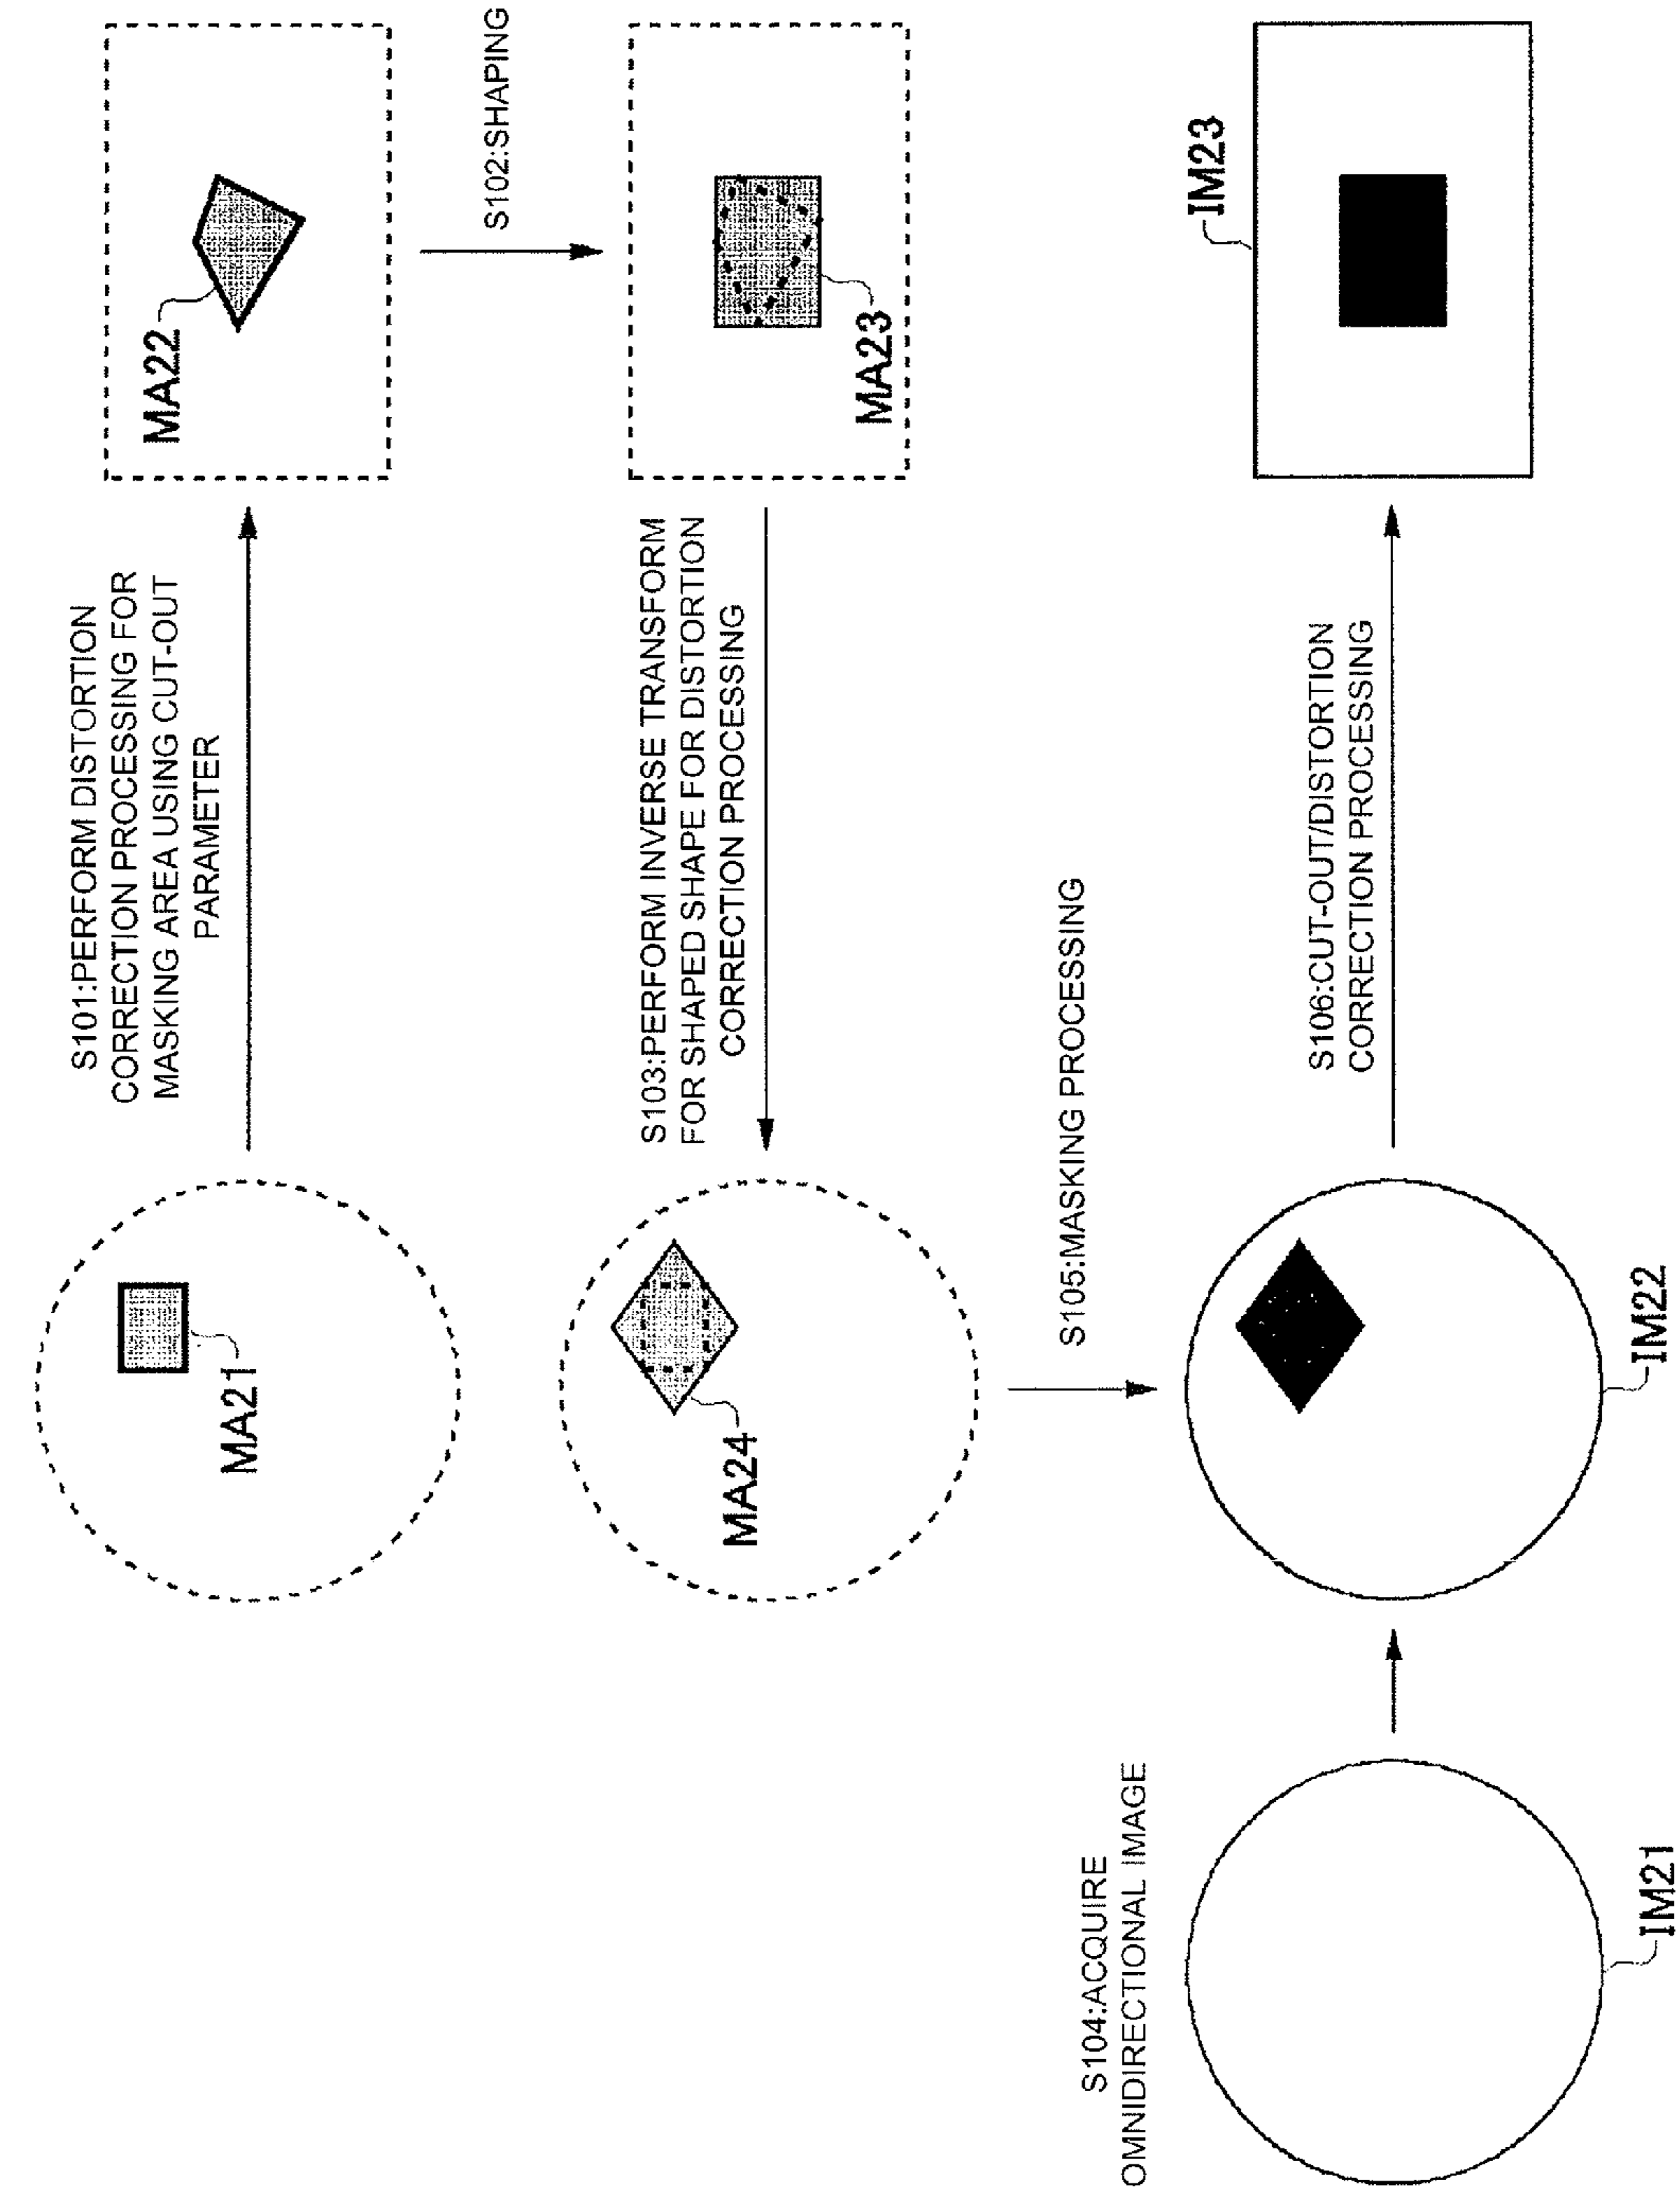 S101:PERFORM DISTORTION
CORRECTION PROCESSING FOR
MASKING AREA USING CUT-OUT
PARAMETER
MA21
MA22
S102:SHAPING
S103:PERFORM INVERSE TRANSFORM
FOR SHAPED SHAPE FOR DISTORTION
CORRECTION PROCESSING
MA24
MA23
S105:MASKING PROCESSING
S104:ACQUIRE
OMNIDIRECTIONAL IMAGE
S106:CUT-OUT/DISTORTION
CORRECTION PROCESSING
IM23
IM21
IM22